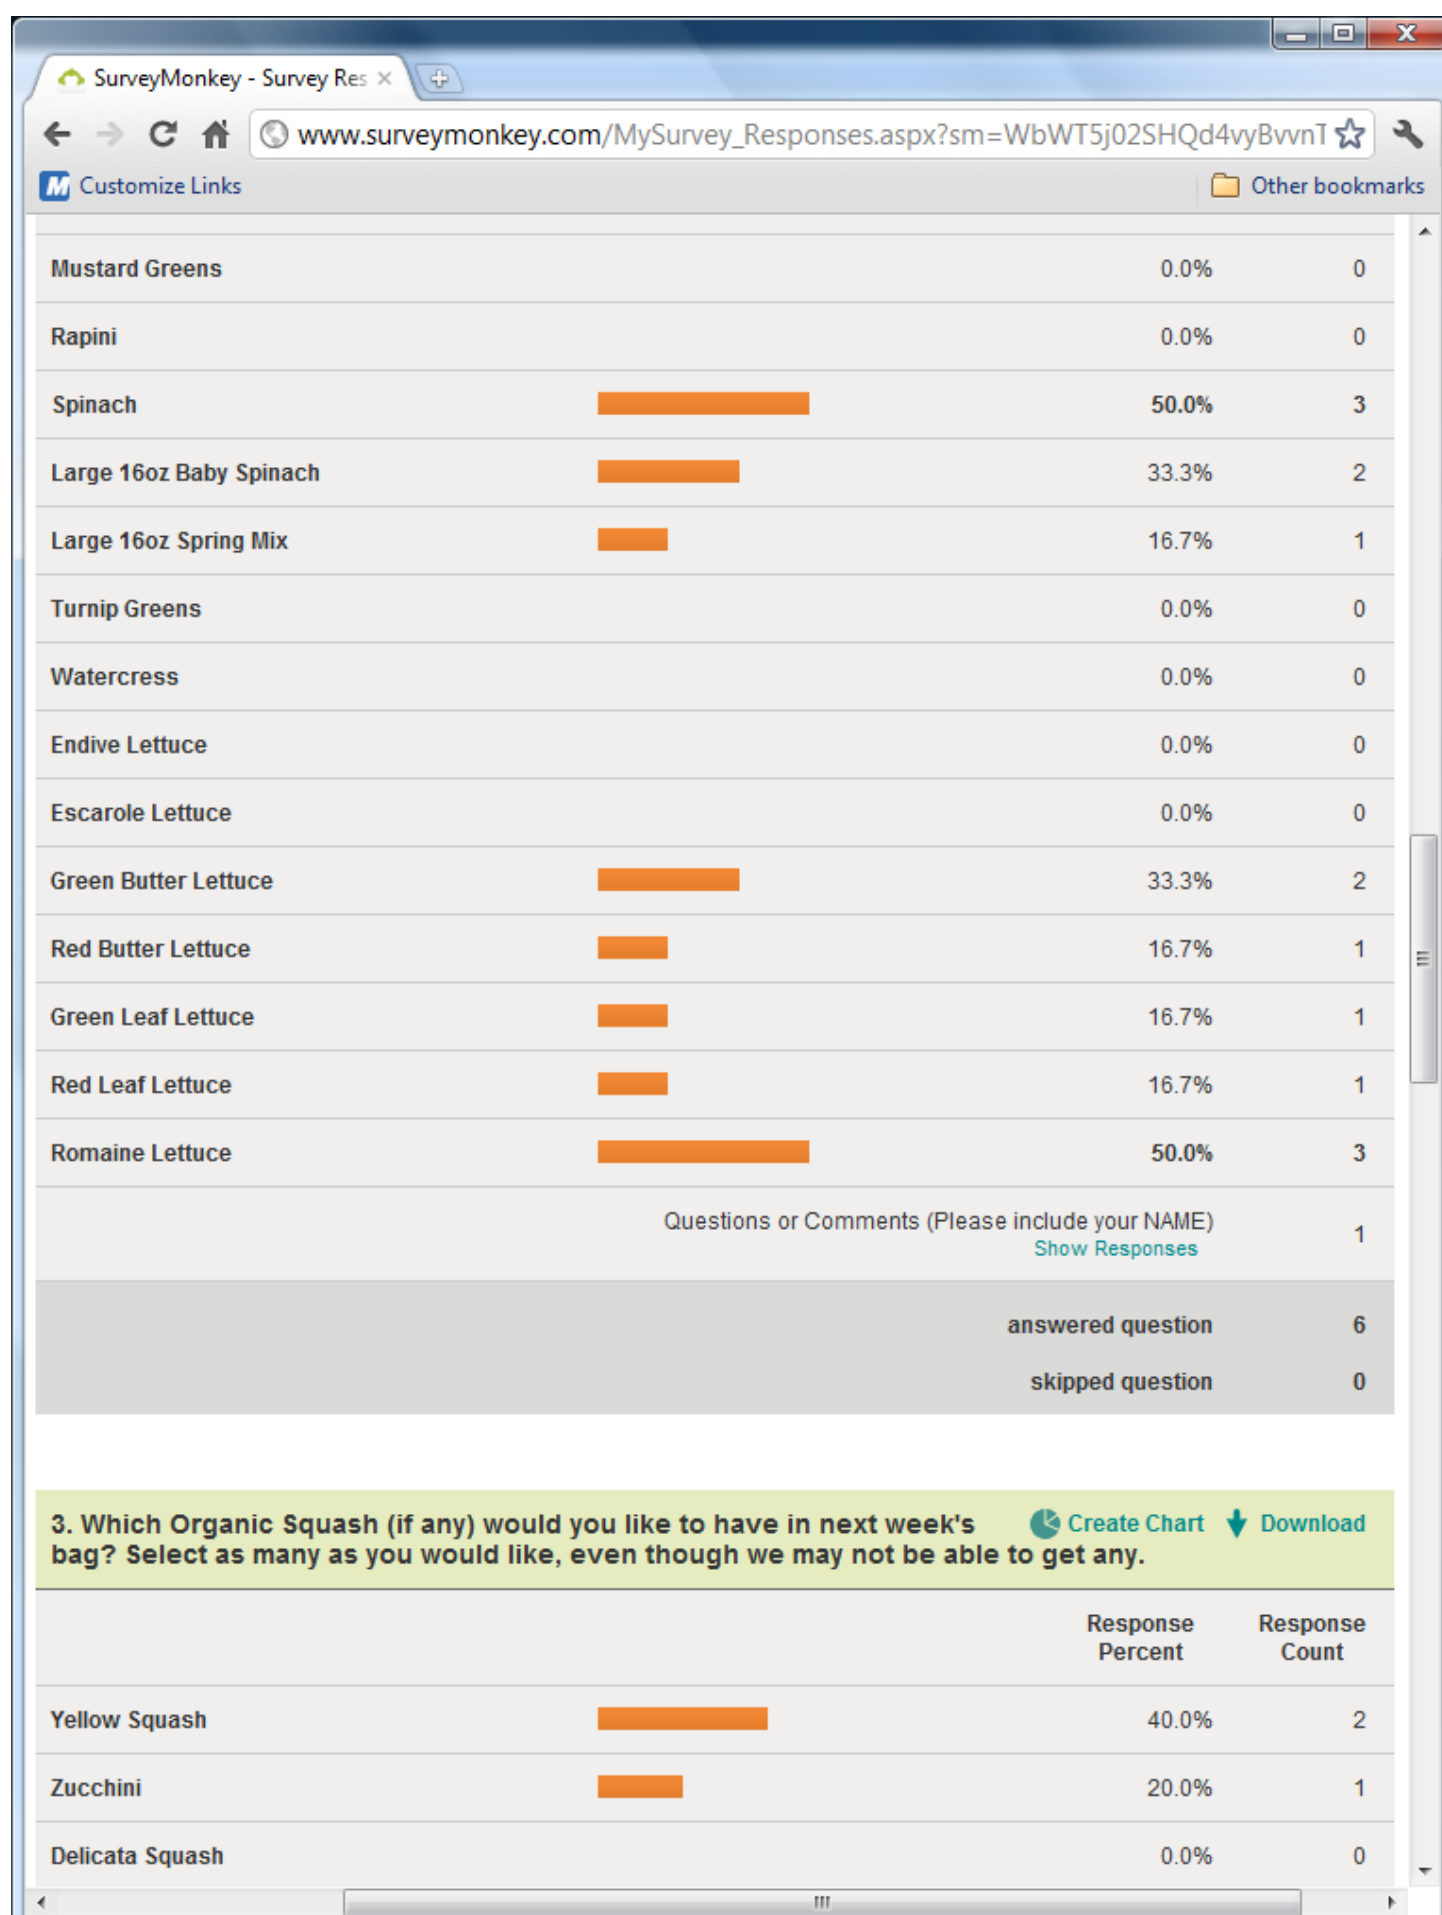 SurveyMonkey - Survey Res
www.surveymonkey.com/MySurvey_Responses.aspx?sm=WbWT5j02SHQd4vyBvvnT
Customize Links Other bookmarks
Mustard Greens 0.0% 0
Rapini 0.0% 0
Spinach 50.0% 3
Large 16oz Baby Spinach 33.3% 2
Large 16oz Spring Mix 16.7% 1
Turnip Greens 0.0% 0
Watercress 0.0% 0
Endive Lettuce 0.0% 0
Escarole Lettuce 0.0% 0
Green Butter Lettuce 33.3% 2
Red Butter Lettuce 16.7% 1
Green Leaf Lettuce 16.7% 1
Red Leaf Lettuce 16.7% 1
Romaine Lettuce 50.0% 3
Questions or Comments (Please include your NAME) 1
Show Responses
answered question 6
skipped question 0
3. Which Organic Squash (if any) would you like to have in next week's Create Chart Download
bag? Select as many as you would like, even though we may not be able to get any.
Response Response
Percent Count
Yellow Squash 40.0% 2
Zucchini 20.0% 1
Delicata Squash 0.0% 0